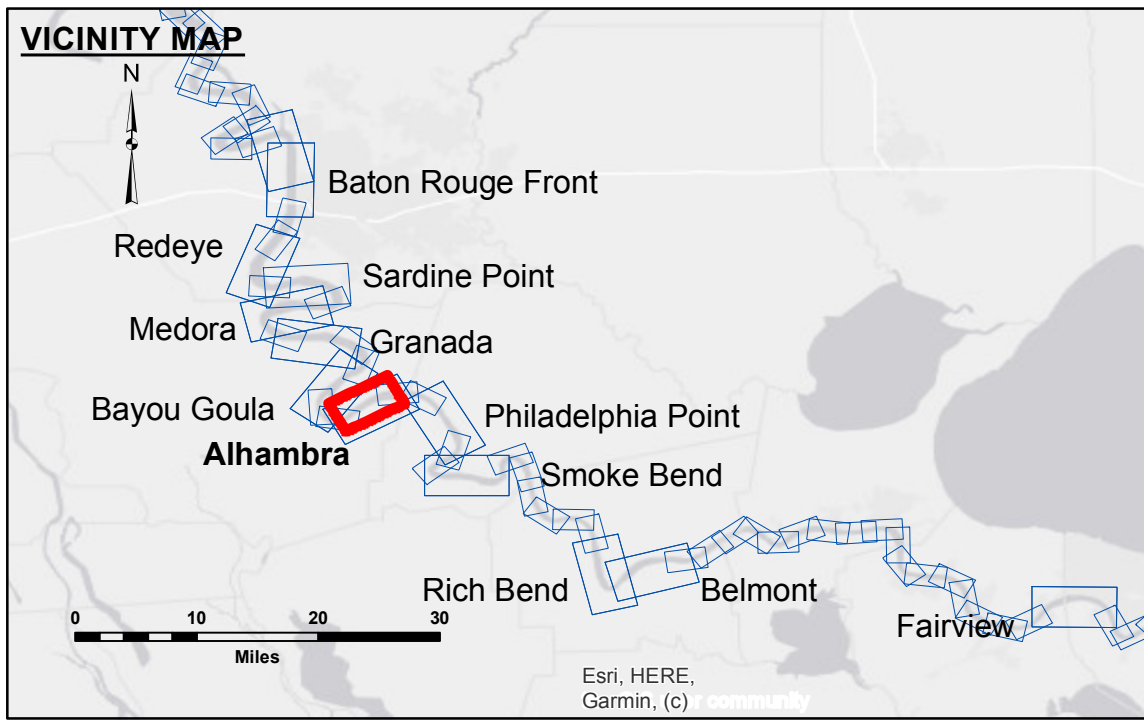 VICINITY MAP
N
Baton Rouge Front
Redeye
Sardine Point
Medora
Granada
Bayou Goula
Philadelphia Point
Alhambra
Smoke Bend
Rich Bend
Belmont
Fairview
0 10 20 30
Miles
Esri, HERE,
Garmin, (c)
community